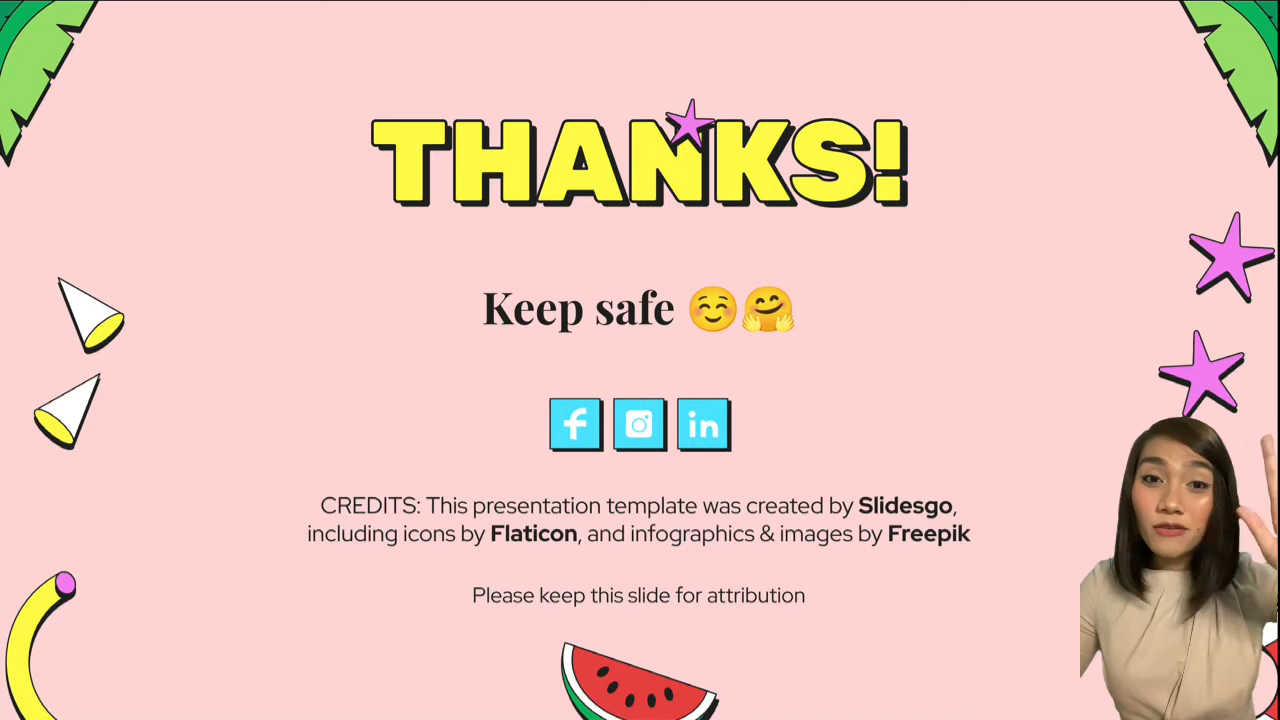 THANKS!
Keep safe ☺️🤗
f in
CREDITS: This presentation template was created by Slidesgo,
including icons by Flaticon, and infographics & images by Freepik
Please keep this slide for attribution